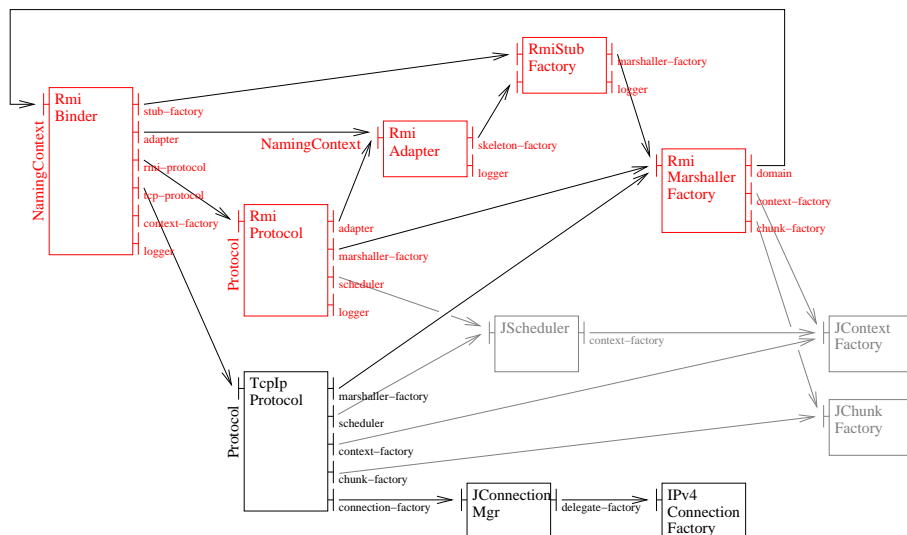 RmiStub
Factory
marshaller-factory
logger
Rmi
Binder
NamingContext
stub-factory
adapter
rmi-protocol
tcp-protocol
context-factory
logger
NamingContext
Rmi
Adapter
skeleton-factory
logger
Rmi
Marshaller
Factory
domain
context-factory
chunk-factory
Rmi
Protocol
Protocol
adapter
marshaller-factory
scheduler
logger
JScheduler
context-factory
JContext
Factory
TcpIp
Protocol
Protocol
marshaller-factory
scheduler
context-factory
chunk-factory
connection-factory
JChunk
Factory
JConnection
Mgr
delegate-factory
IPv4
Connection
Factory